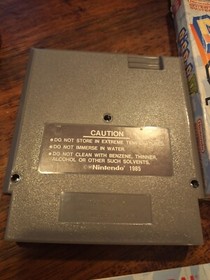 CAUTION
●DO NOT STORE IN EXTREME
●DO NOT IMMERSE IN WATER.
●DO NOT CLEAN WITH BENZENE, THINNER,
ALCOHOL OR OTHER SUCH SOLVENTS.
©Nintendo 1985